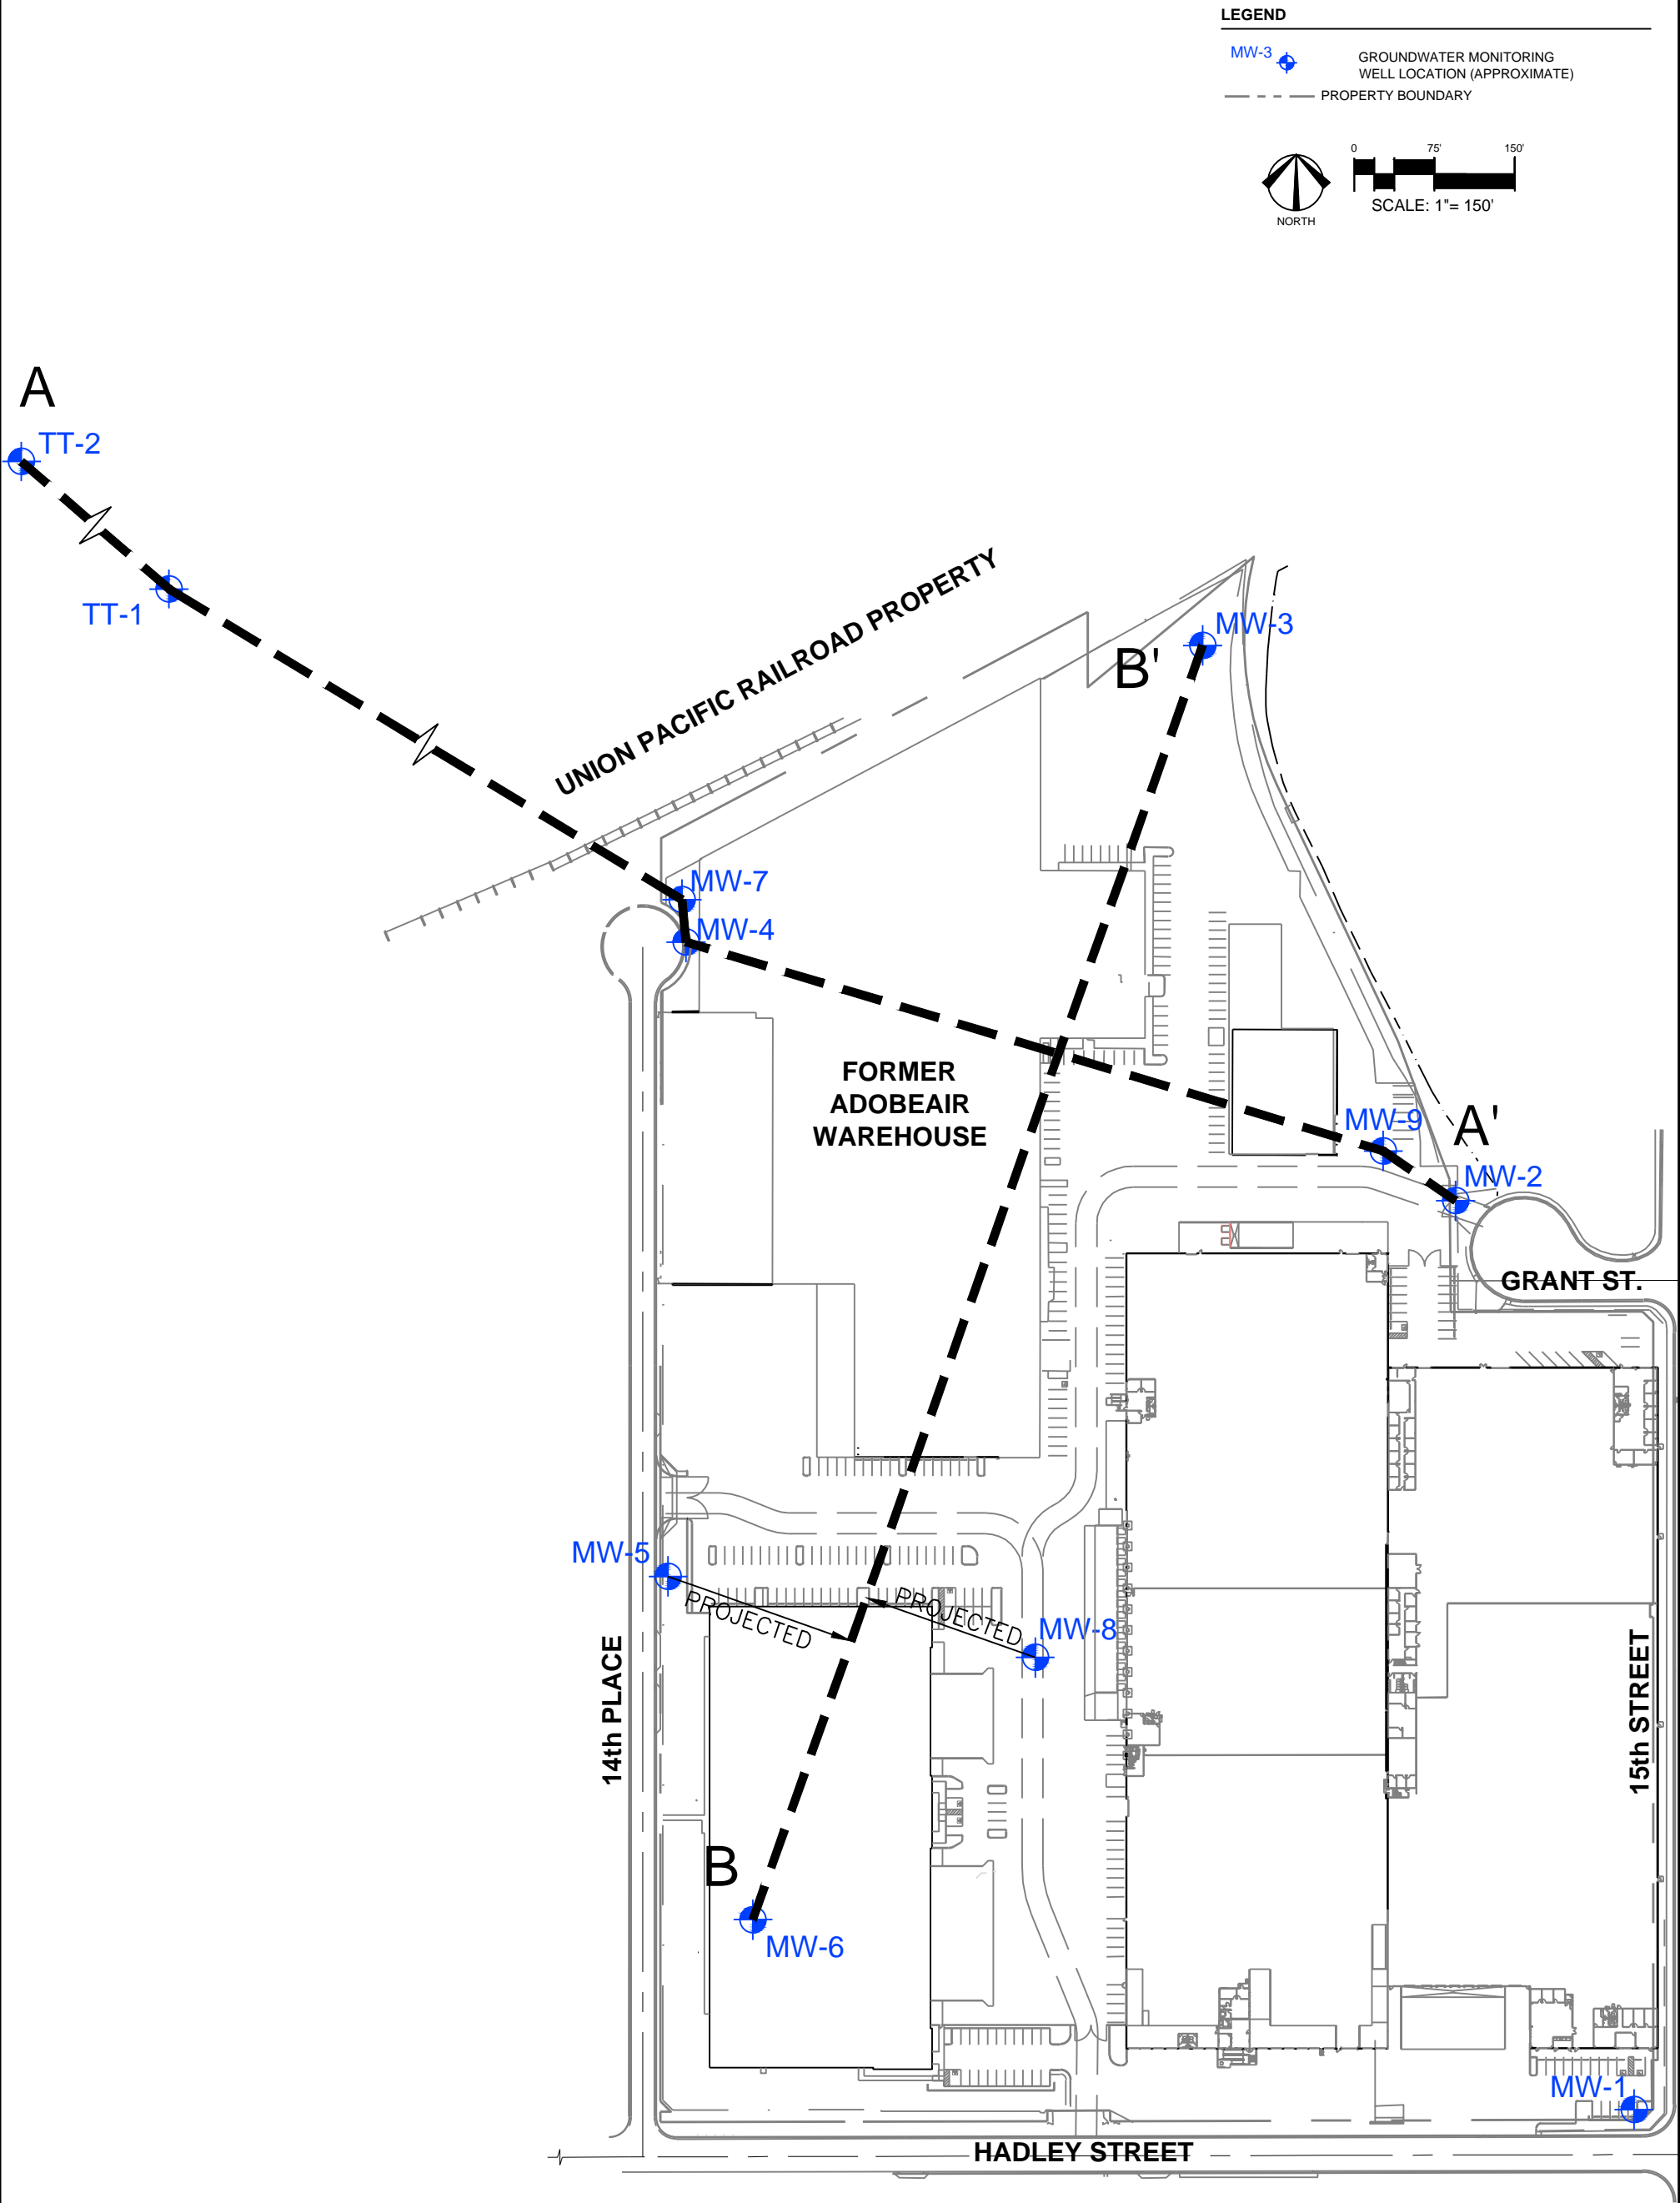 LEGEND
MW-3
GROUNDWATER MONITORING
WELL LOCATION (APPROXIMATE)
PROPERTY BOUNDARY
0 75' 150'
SCALE: 1"= 150'
NORTH
A
TT-2
TT-1
UNION PACIFIC RAILROAD PROPERTY
MW-3
B'
MW-7
MW-4
FORMER
ADOBEAIR
WAREHOUSE
MW-9
A'
MW-2
GRANT ST.
MW-5
PROJECTED
PROJECTED
MW-8
14th PLACE
15th STREET
B
MW-6
MW-1
HADLEY STREET